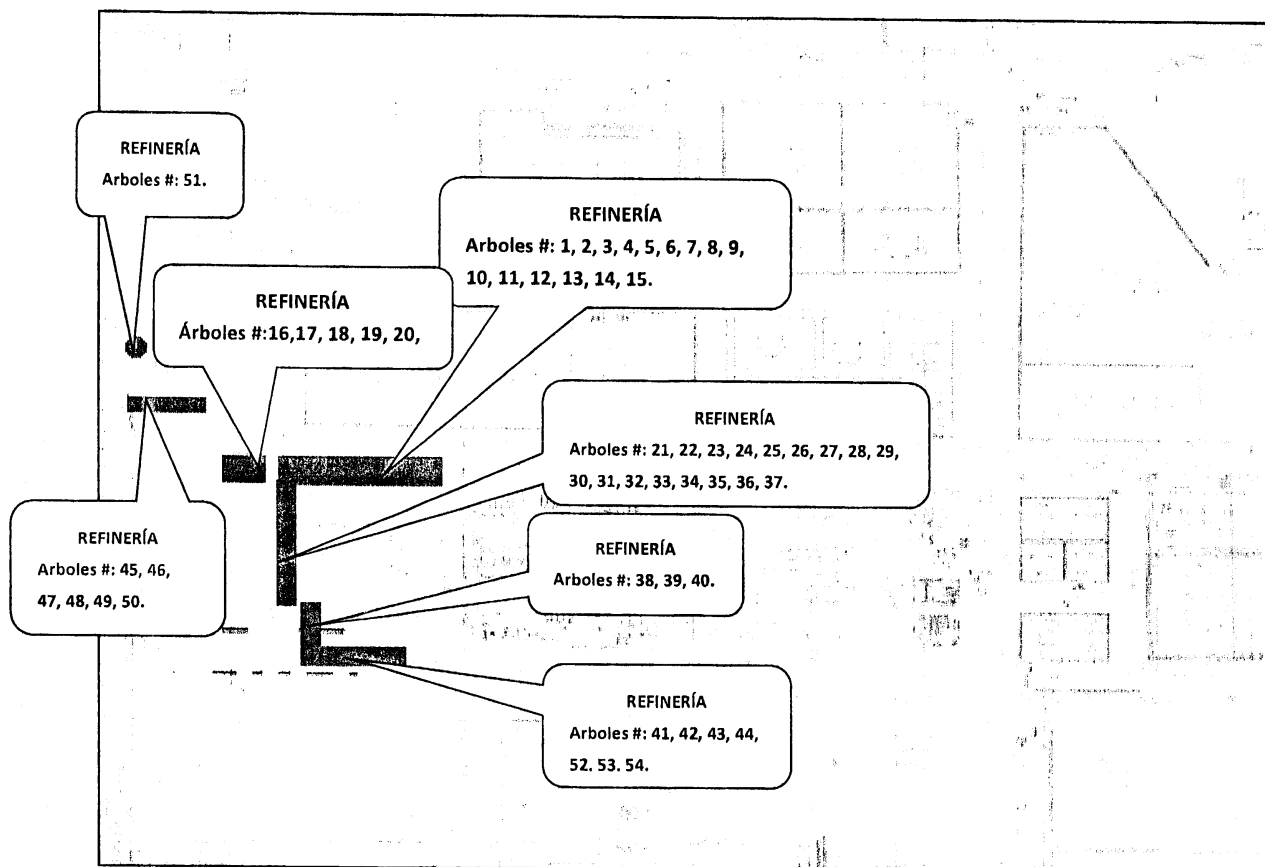 REFINERÍA
Arboles #: 51.
REFINERÍA
Arboles #: 1, 2, 3, 4, 5, 6, 7, 8, 9,
10, 11, 12, 13, 14, 15.
REFINERÍA
Árboles #:16,17, 18, 19, 20,
REFINERÍA
Arboles #: 21, 22, 23, 24, 25, 26, 27, 28, 29,
30, 31, 32, 33, 34, 35, 36, 37.
REFINERÍA
Arboles #: 45, 46,
47, 48, 49, 50.
REFINERÍA
Arboles #: 38, 39, 40.
REFINERÍA
Arboles #: 41, 42, 43, 44,
52. 53. 54.